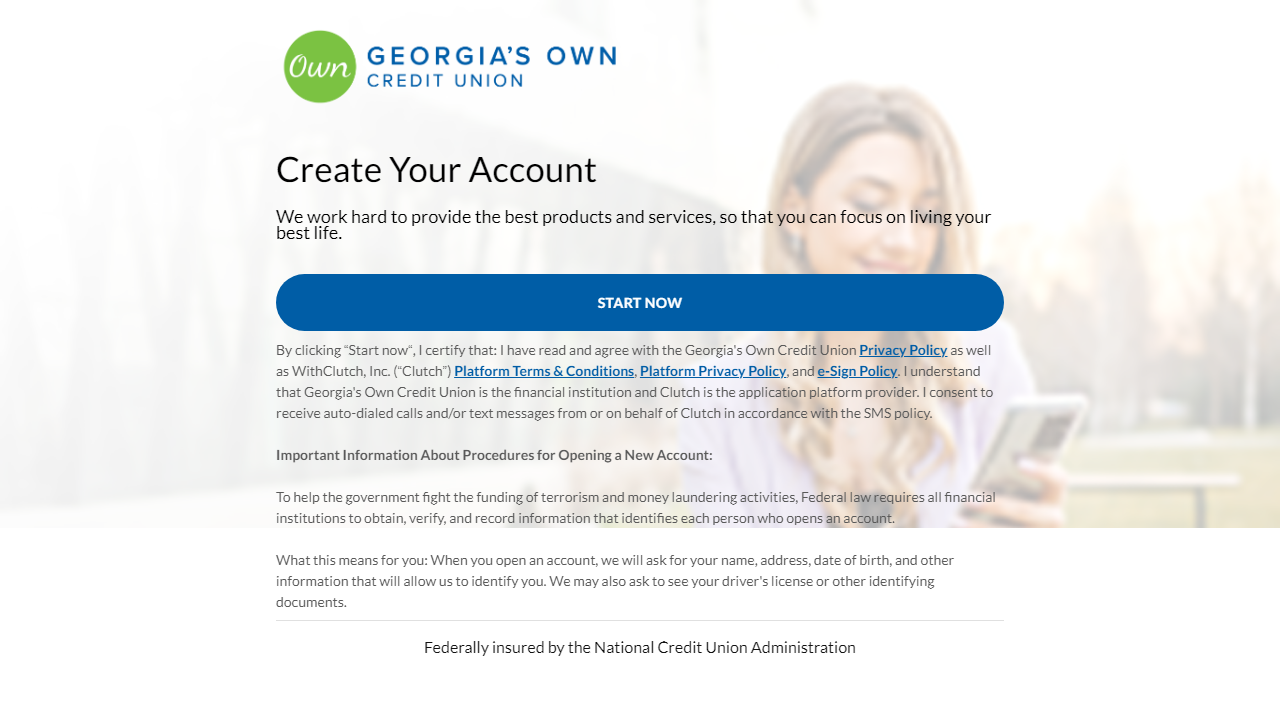 Own
GEORGIA'S OWN
CREDIT UNION
Create Your Account
We work hard to provide the best products and services, so that you can focus on living your
best life.
START NOW
By clicking “Start now“, I certify that: I have read and agree with the Georgia's Own Credit Union Privacy Policy as well
as WithClutch, Inc. (“Clutch”) Platform Terms & Conditions, Platform Privacy Policy, and e-Sign Policy. I understand
that Georgia's Own Credit Union is the financial institution and Clutch is the application platform provider. I consent to
receive auto-dialed calls and/or text messages from or on behalf of Clutch in accordance with the SMS policy.
Important Information About Procedures for Opening a New Account:
To help the government fight the funding of terrorism and money laundering activities, Federal law requires all financial
institutions to obtain, verify, and record information that identifies each person who opens an account.
What this means for you: When you open an account, we will ask for your name, address, date of birth, and other
information that will allow us to identify you. We may also ask to see your driver's license or other identifying
documents.
Federally insured by the National Credit Union Administration